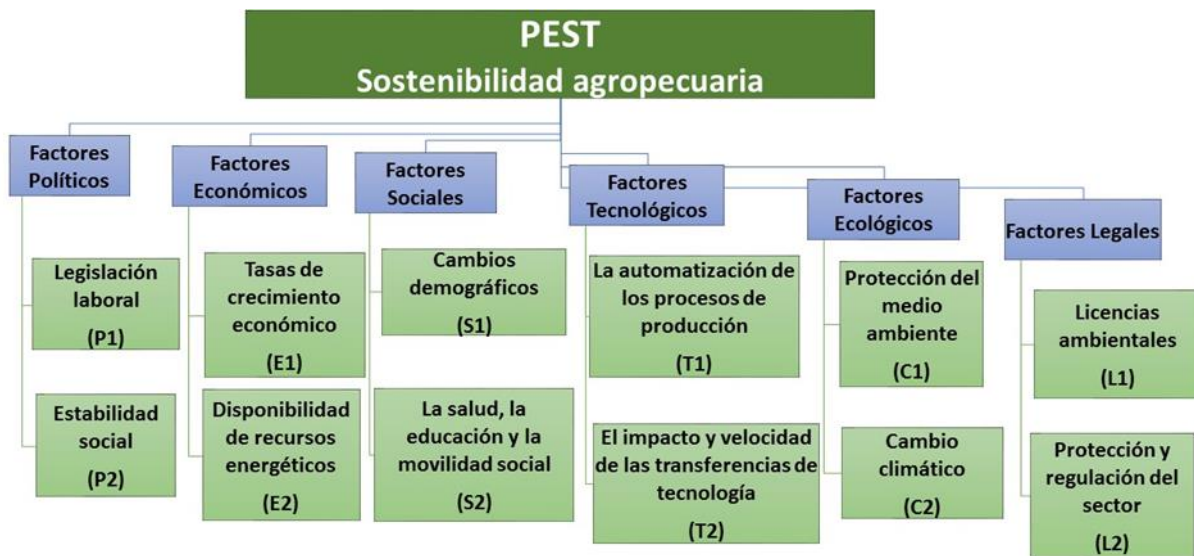 PEST
Sostenibilidad agropecuaria
Factores
Políticos
Legislación
laboral
(P1)
Estabilidad
social
(P2)
Factores
Económicos
Tasas de
crecimiento
económico
(E1)
Disponibilidad
de recursos
energéticos
(E2)
Factores
Sociales
Cambios
demográficos
(S1)
La salud, la
educación y la
movilidad social
(S2)
Factores
Tecnológicos
La automatización de
los procesos de
producción
(T1)
El impacto y velocidad
de las transferencias de
tecnología
(T2)
Factores
Ecológicos
Protección del
medio
ambiente
(C1)
Cambio
climático
(C2)
Factores Legales
Licencias
ambientales
(L1)
Protección y
regulación del
sector
(L2)